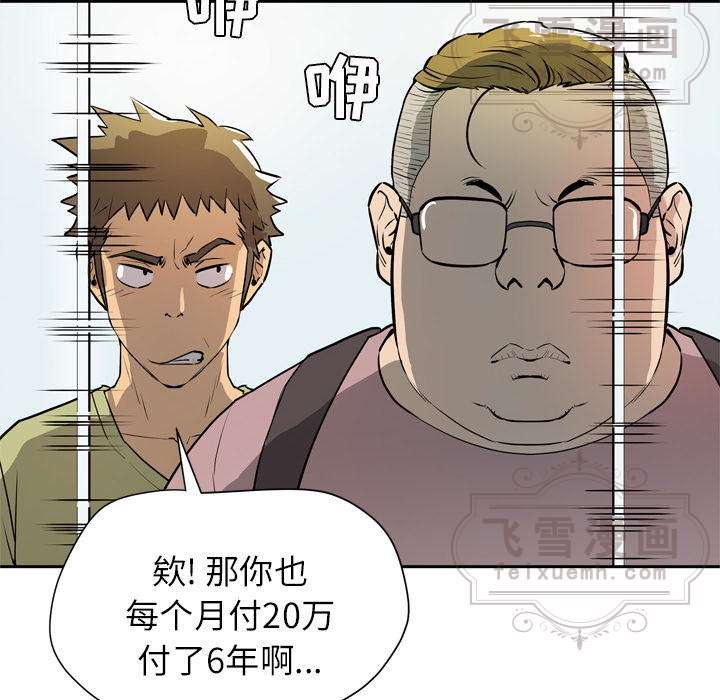 咿
咿
飞雪漫画
feixuemh.com
飞雪漫画
feixuemh.com
欸! 那你也
每个月付20万
付了6年啊...